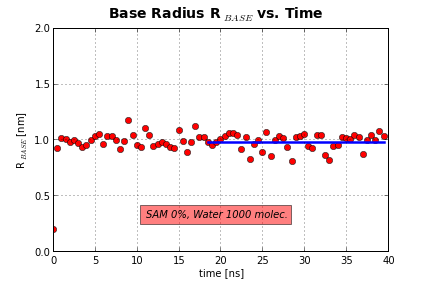 Base Radius R BASE vs. Time
2.0
1.5
1.0
0.5
0.0
R BASE [nm]
SAM 0%, Water 1000 molec.
0 5 10 15 20 25 30 35 40
time [ns]